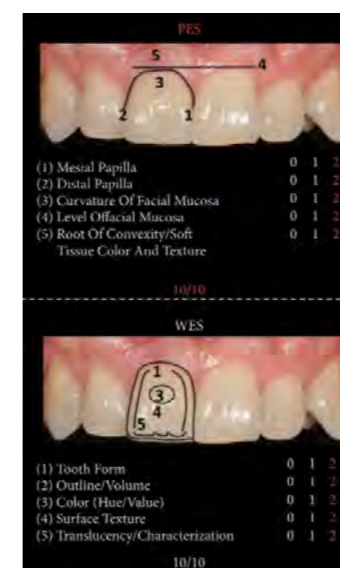 PES
5
4
3
2 1
(1) Mesial Papilla 0 1 2
(2) Distal Papilla 0 1 2
(3) Curvature Of Facial Mucosa 0 1 2
(4) Level Offacial Mucosa 0 1 2
(5) Root Of Convexity/Soft 0 1 2
Tissue Color And Texture
10/10
WES
1
3
4
5
(1) Tooth Form 0 1 2
(2) Outline/Volume 0 1 2
(3) Color (Hue/Value) 0 1 2
(4) Surface Texture 0 1 2
(5) Translucency/Characterization 0 1 2
10/10